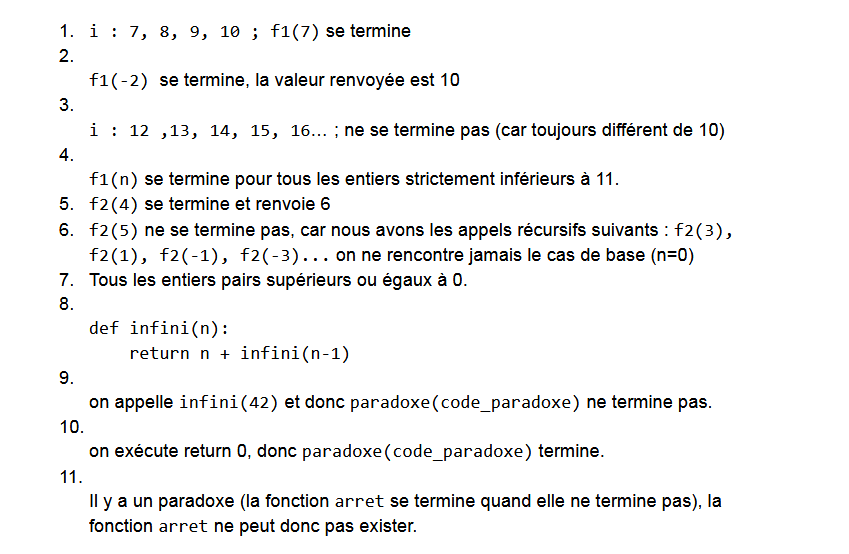 1. i : 7, 8, 9, 10 ; f1(7) se termine
2.
f1(-2) se termine, la valeur renvoyée est 10
3.
i : 12 ,13, 14, 15, 16... ; ne se termine pas (car toujours différent de 10)
4.
f1(n) se termine pour tous les entiers strictement inférieurs à 11.
5. f2(4) se termine et renvoie 6
6. f2(5) ne se termine pas, car nous avons les appels récursifs suivants : f2(3),
f2(1), f2(-1), f2(-3)... on ne rencontre jamais le cas de base (n=0)
7. Tous les entiers pairs supérieurs ou égaux à 0.
8.
def infini(n):
    return n + infini(n-1)
9.
on appelle infini(42) et donc paradoxe(code_paradoxe) ne termine pas.
10.
on exécute return 0, donc paradoxe(code_paradoxe) termine.
11.
Il y a un paradoxe (la fonction arret se termine quand elle ne termine pas), la
fonction arret ne peut donc pas exister.